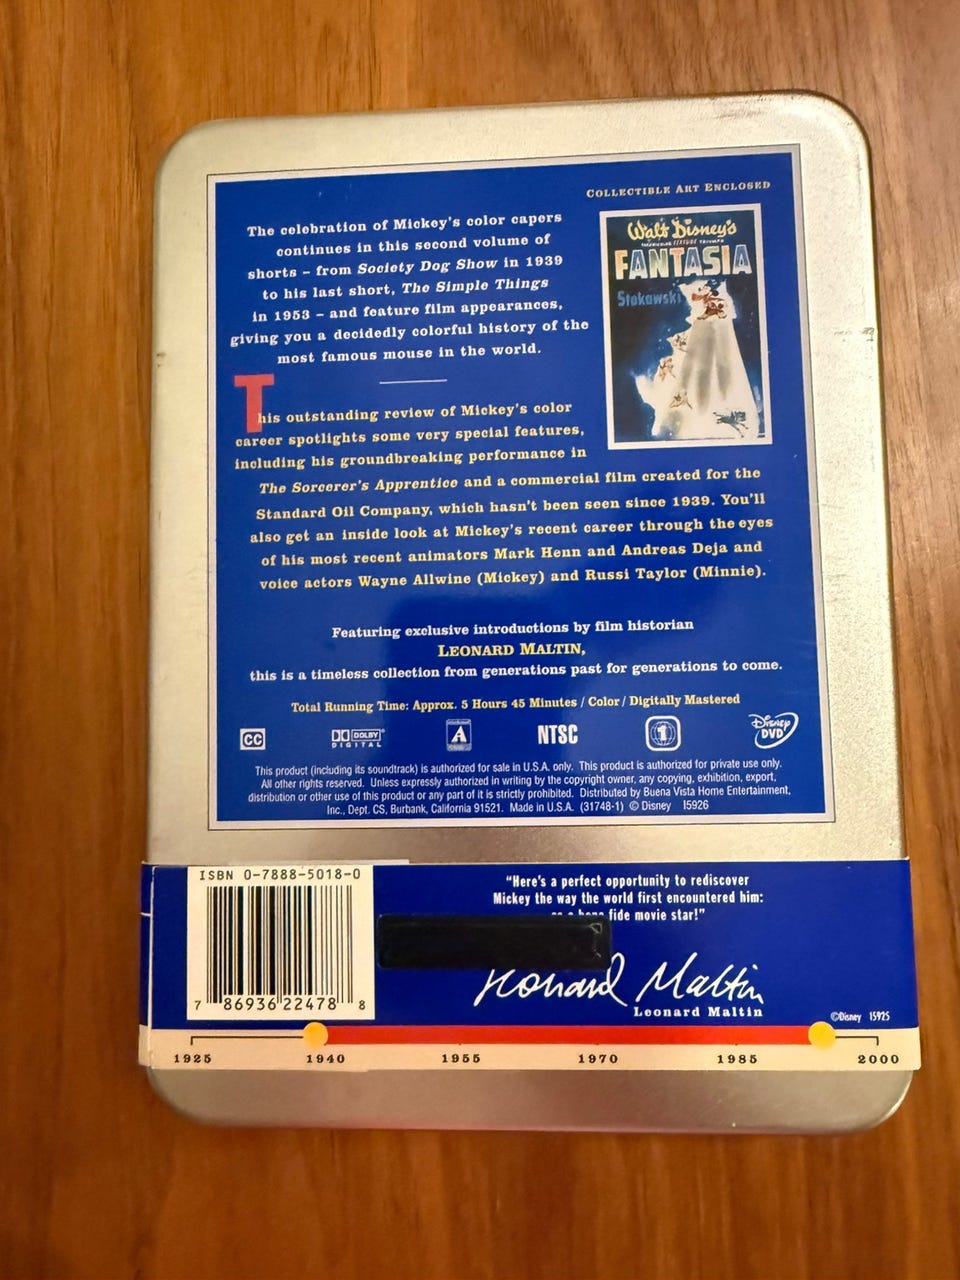 COLLECTIBLE ART ENCLOSED
The celebration of Mickey's color capers
continues in this second volume of
shorts – from Society Dog Show in 1939
to his last short, The Simple Things
in 1953 – and feature film appearances,
giving you a decidedly colorful history of the
most famous mouse in the world.
Walt Disney's
FANTASIA
Stokowski
This outstanding review of Mickey's color
career spotlights some very special features,
including his groundbreaking performance in
The Sorcerer's Apprentice and a commercial film created for the
Standard Oil Company, which hasn't been seen since 1939. You'll
also get an inside look at Mickey's recent career through the eyes
of his most recent animators Mark Henn and Andreas Deja and
voice actors Wayne Allwine (Mickey) and Russi Taylor (Minnie).
Featuring exclusive introductions by film historian
LEONARD MALTIN,
this is a timeless collection from generations past for generations to come.
Total Running Time: Approx. 5 Hours 45 Minutes / Color / Digitally Mastered
CC DOLBY DIGITAL A NTSC 1 Disney DVD
This product (including its soundtrack) is authorized for sale in U.S.A. only. This product is authorized for private use only.
All other rights reserved. Unless expressly authorized in writing by the copyright owner, any copying, exhibition, export,
distribution or other use of this product or any part of it is strictly prohibited. Distributed by Buena Vista Home Entertainment,
Inc., Dept. CS, Burbank, California 91521. Made in U.S.A. (31748-1) © Disney 15926
ISBN 0-7888-5018-0
7 86936 22478 8
"Here's a perfect opportunity to rediscover
Mickey the way the world first encountered him:
fide movie star!"
Leonard Maltin
Leonard Maltin
©Disney 15925
1925 1940 1955 1970 1985 2000